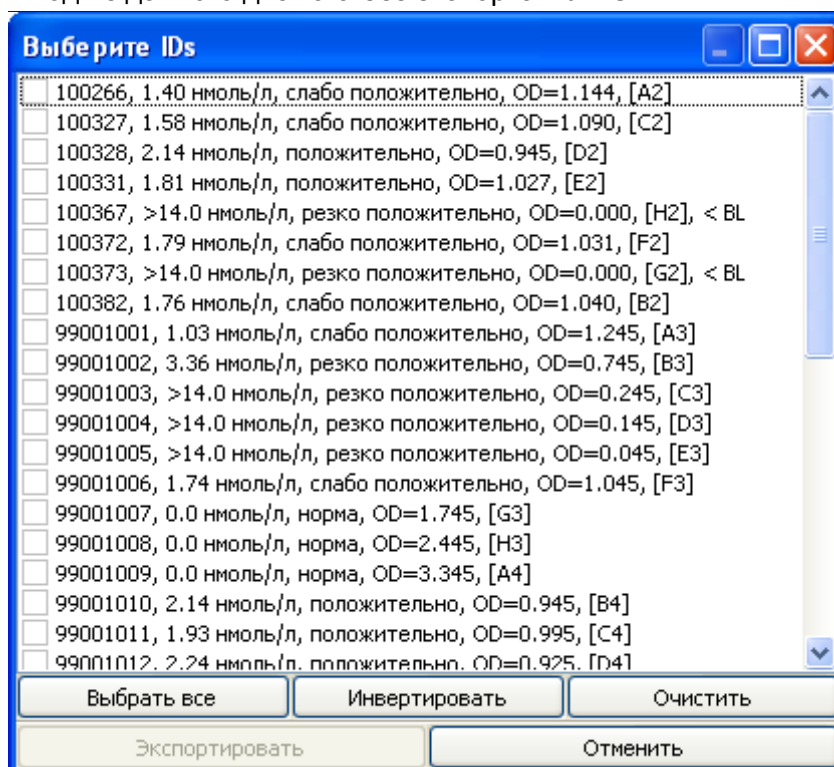 Выберите IDs
100266, 1.40 нмоль/л, слабо положительно, OD=1.144, [A2]
100327, 1.58 нмоль/л, слабо положительно, OD=1.090, [C2]
100328, 2.14 нмоль/л, положительно, OD=0.945, [D2]
100331, 1.81 нмоль/л, положительно, OD=1.027, [E2]
100367, >14.0 нмоль/л, резко положительно, OD=0.000, [H2], < BL
100372, 1.79 нмоль/л, слабо положительно, OD=1.031, [F2]
100373, >14.0 нмоль/л, резко положительно, OD=0.000, [G2], < BL
100382, 1.76 нмоль/л, слабо положительно, OD=1.040, [B2]
99001001, 1.03 нмоль/л, слабо положительно, OD=1.245, [A3]
99001002, 3.36 нмоль/л, резко положительно, OD=0.745, [B3]
99001003, >14.0 нмоль/л, резко положительно, OD=0.245, [C3]
99001004, >14.0 нмоль/л, резко положительно, OD=0.145, [D3]
99001005, >14.0 нмоль/л, резко положительно, OD=0.045, [E3]
99001006, 1.74 нмоль/л, слабо положительно, OD=1.045, [F3]
99001007, 0.0 нмоль/л, норма, OD=1.745, [G3]
99001008, 0.0 нмоль/л, норма, OD=2.445, [H3]
99001009, 0.0 нмоль/л, норма, OD=3.345, [A4]
99001010, 2.14 нмоль/л, положительно, OD=0.945, [B4]
99001011, 1.93 нмоль/л, положительно, OD=0.995, [C4]
99001012, 2.24 нмоль/л, положительно, OD=0.925, [D4]
Выбрать все Инвертировать Очистить
Экспортировать Отменить